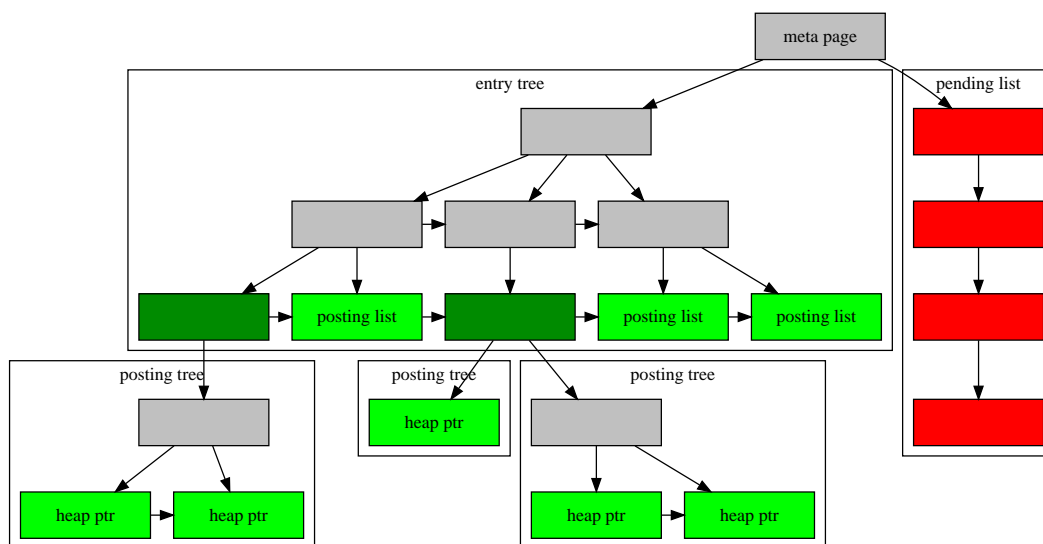 meta page
entry tree
pending list
posting list
posting list
posting list
posting tree
posting tree
posting tree
heap ptr
heap ptr
heap ptr
heap ptr
heap ptr